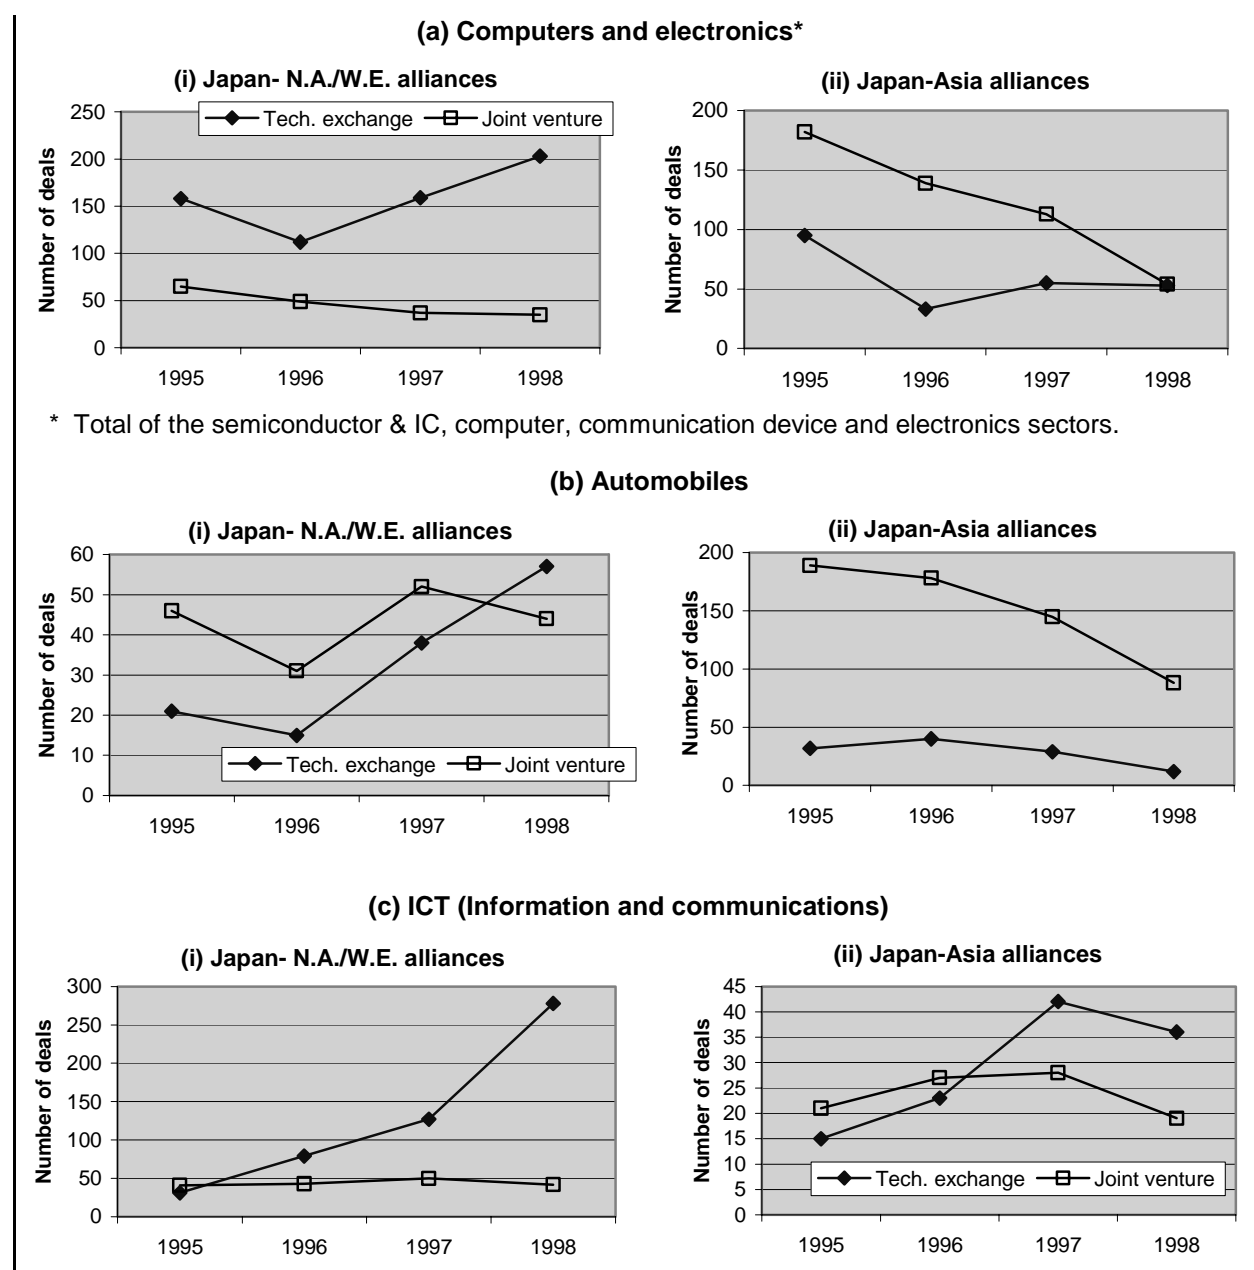 (a) Computers and electronics*
(i) Japan- N.A./W.E. alliances
Number of deals
250
200
150
100
50
0
Tech. exchange Joint venture
1995 1996 1997 1998
(ii) Japan-Asia alliances
Number of deals
200
150
100
50
0
1995 1996 1997 1998
* Total of the semiconductor & IC, computer, communication device and electronics sectors.
(b) Automobiles
(i) Japan- N.A./W.E. alliances
Number of deals
60
50
40
30
20
10
0
Tech. exchange Joint venture
1995 1996 1997 1998
(ii) Japan-Asia alliances
Number of deals
200
150
100
50
0
1995 1996 1997 1998
(c) ICT (Information and communications)
(i) Japan- N.A./W.E. alliances
Number of deals
300
250
200
150
100
50
0
1995 1996 1997 1998
(ii) Japan-Asia alliances
Number of deals
45
40
35
30
25
20
15
10
5
0
Tech. exchange Joint venture
1995 1996 1997 1998